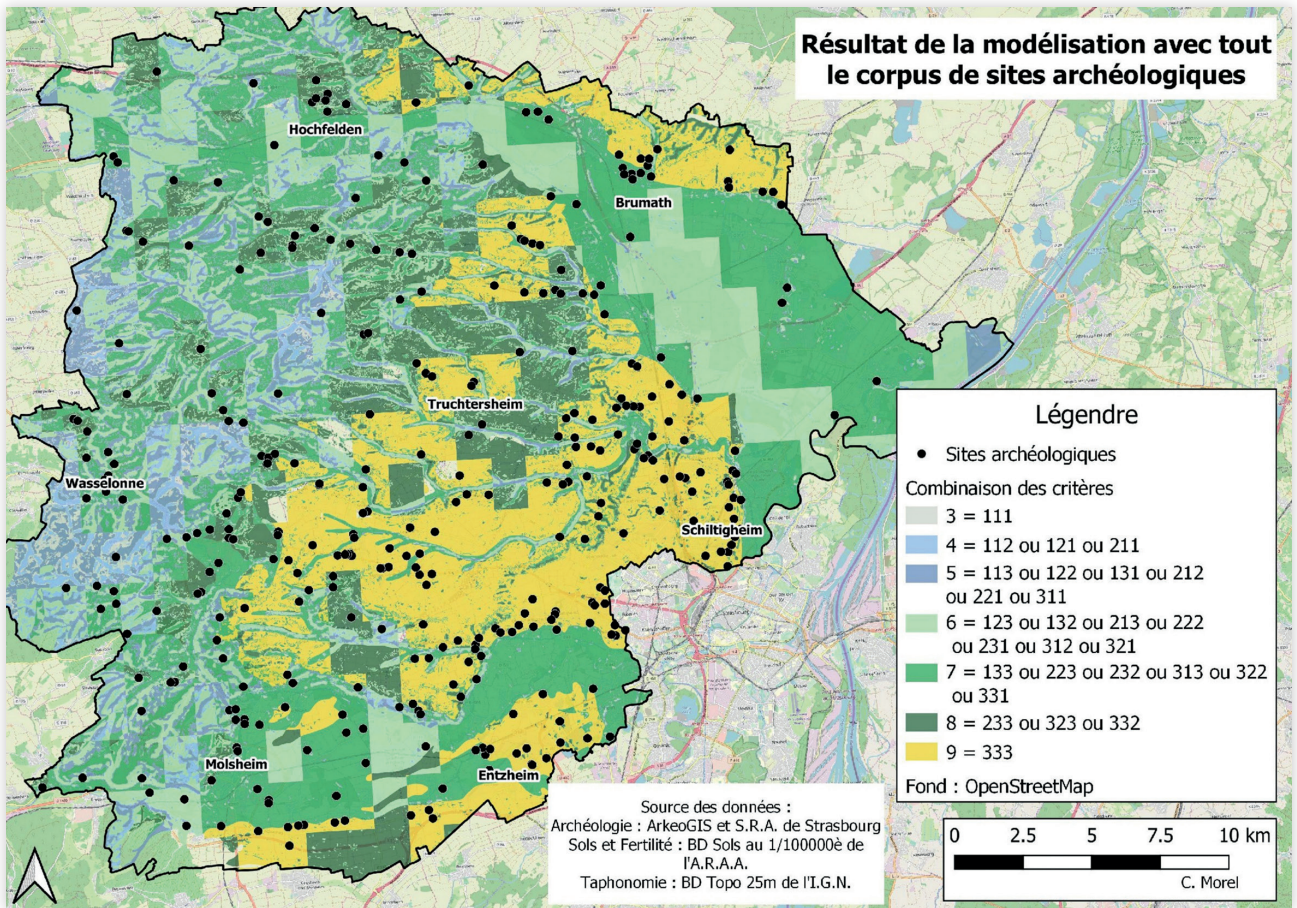 Résultat de la modélisation avec tout
le corpus de sites archéologiques
Hochfelden
Brumath
Truchtersheim
Wasselonne
Schiltigheim
Molsheim
Entzheim
Légendre
Sites archéologiques
Combinaison des critères
3 = 111
4 = 112 ou 121 ou 211
5 = 113 ou 122 ou 131 ou 212
ou 221 ou 311
6 = 123 ou 132 ou 213 ou 222
ou 231 ou 312 ou 321
7 = 133 ou 223 ou 232 ou 313 ou 322
ou 331
8 = 233 ou 323 ou 332
9 = 333
Fond : OpenStreetMap
Source des données :
Archéologie : ArkeoGIS et S.R.A. de Strasbourg
Sols et Fertilité : BD Sols au 1/100000è de
l'A.R.A.A.
Taphonomie : BD Topo 25m de l'I.G.N.
0 2.5 5 7.5 10 km
C. Morel